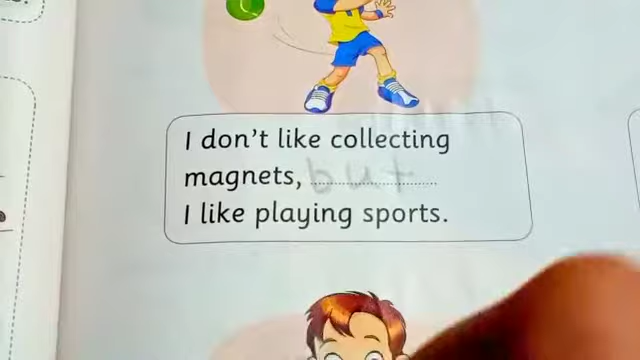 I don't like collecting
magnets, but
I like playing sports.